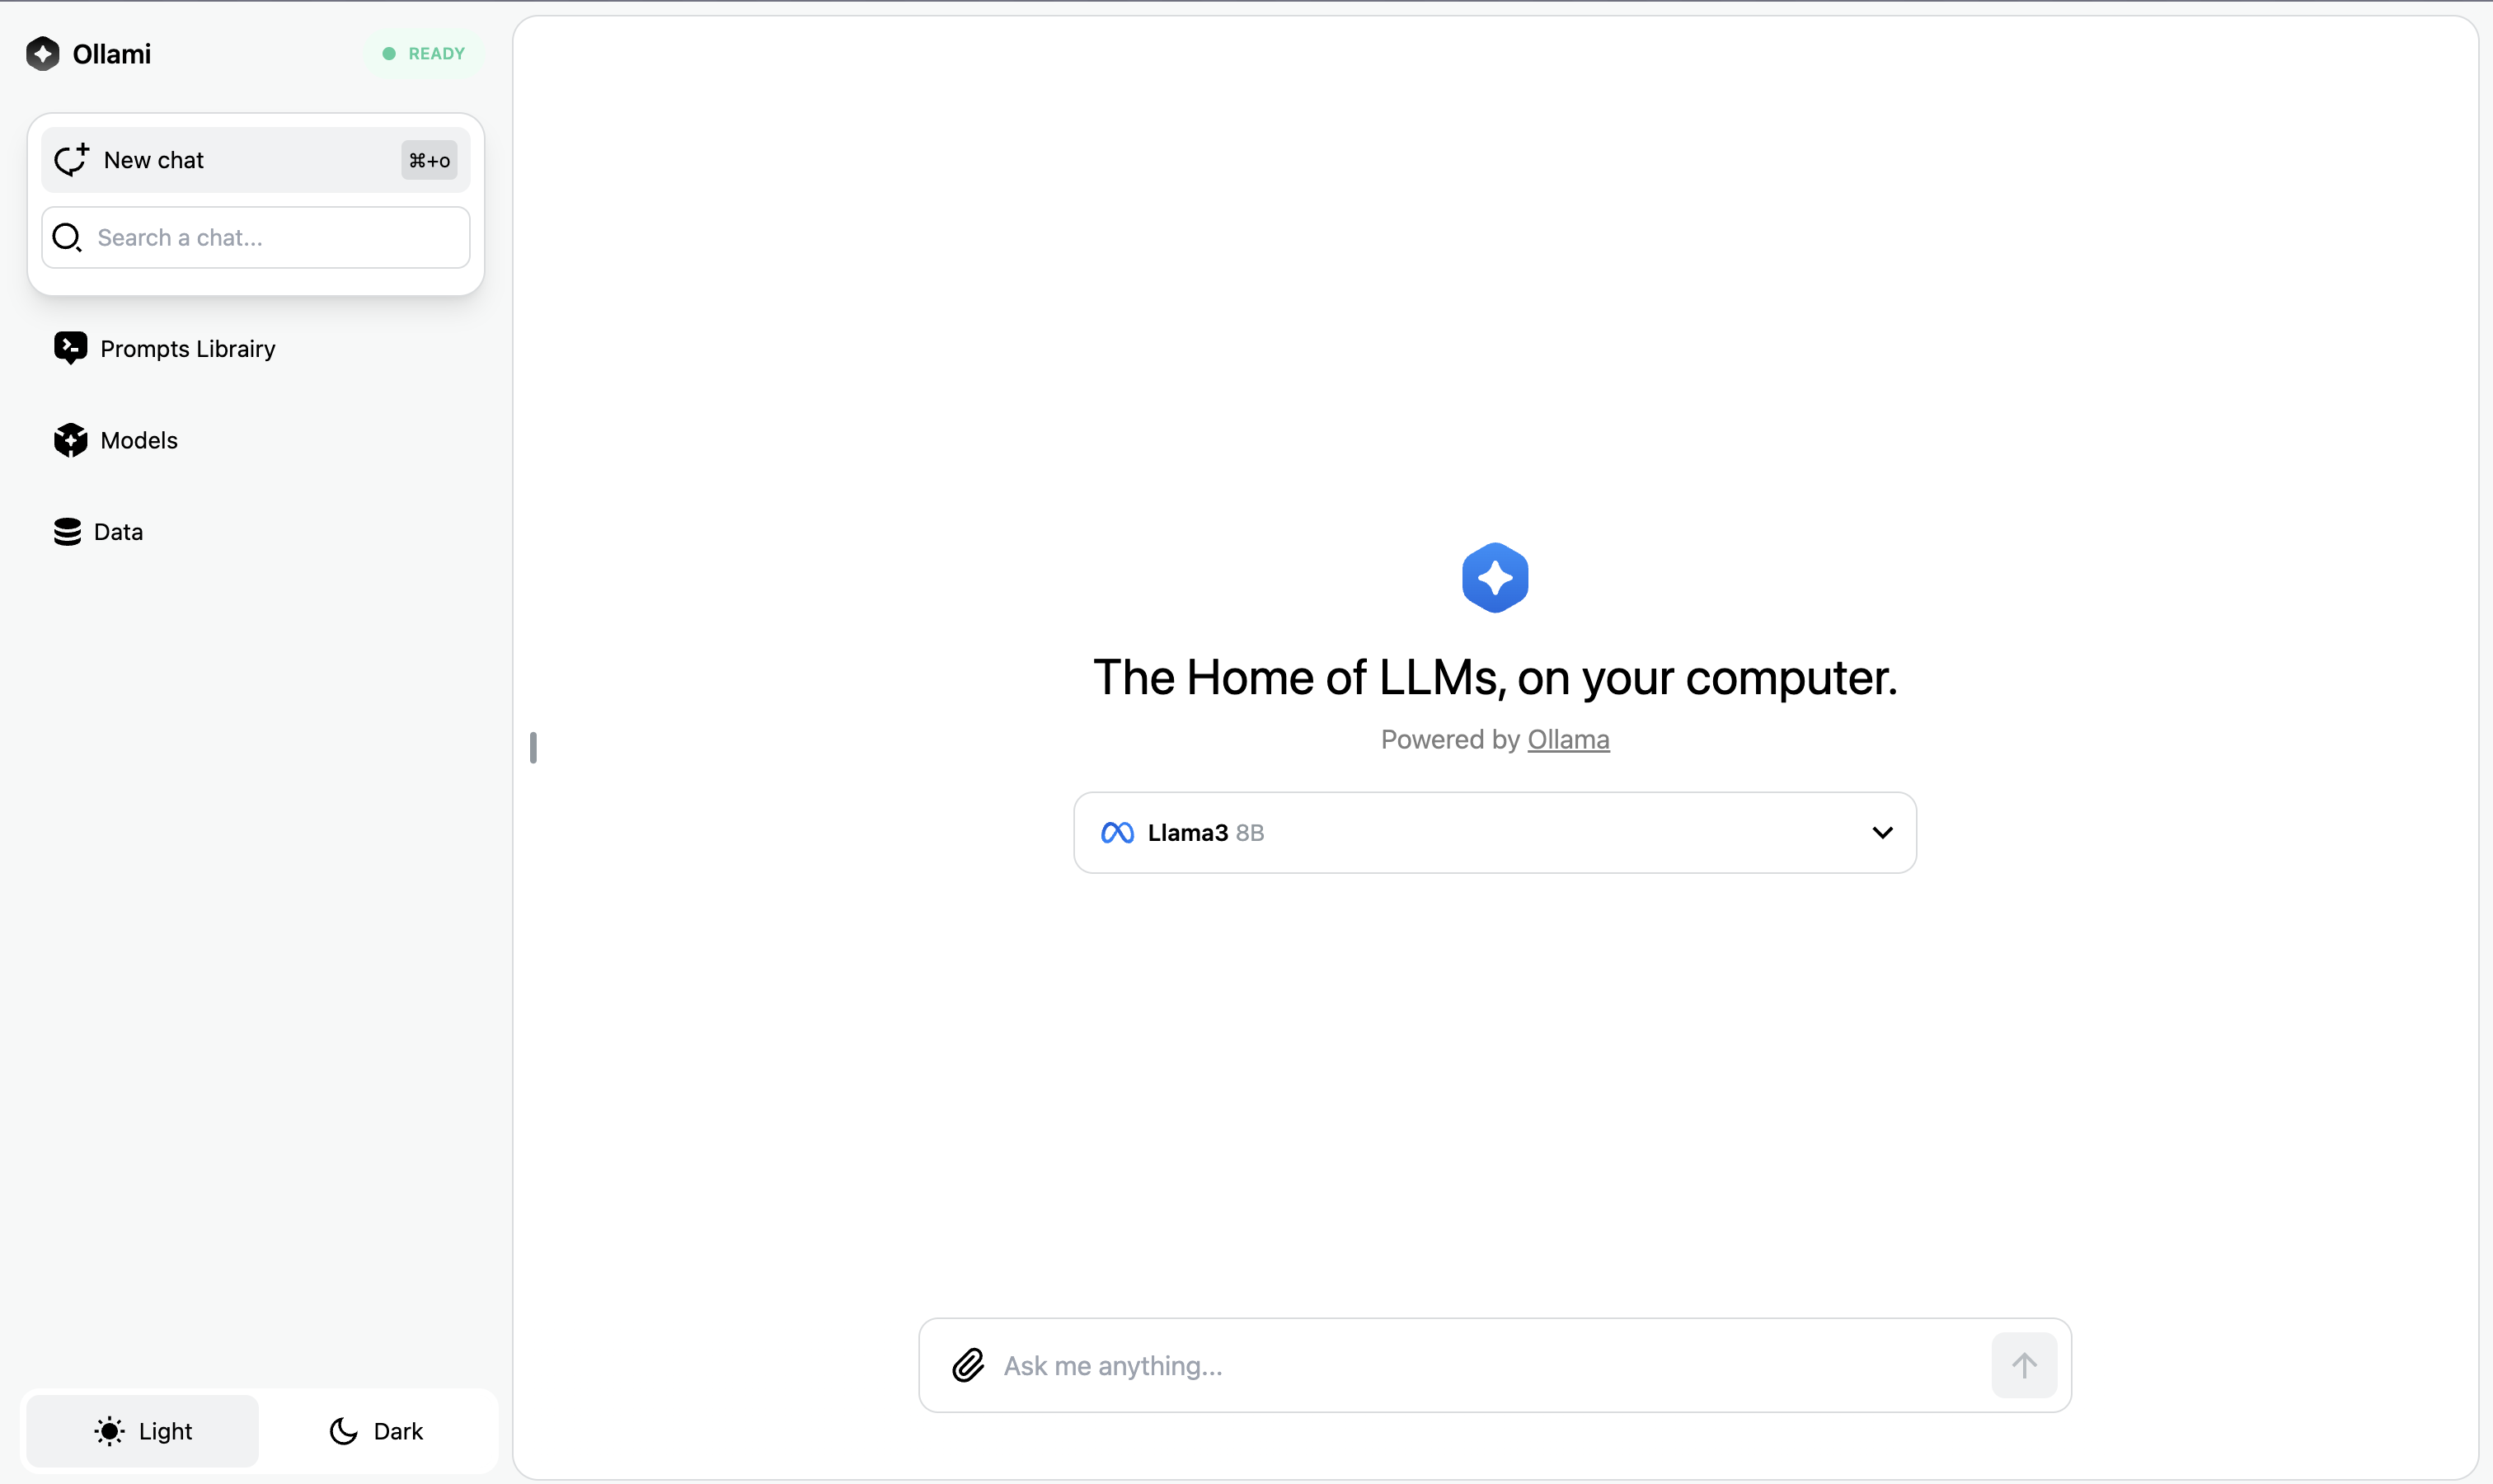 Ollami
READY
New chat
⌘+o
Search a chat...
Prompts Librairy
Models
Data
The Home of LLMs, on your computer.
Powered by Ollama
Llama3 8B
Ask me anything...
Light
Dark